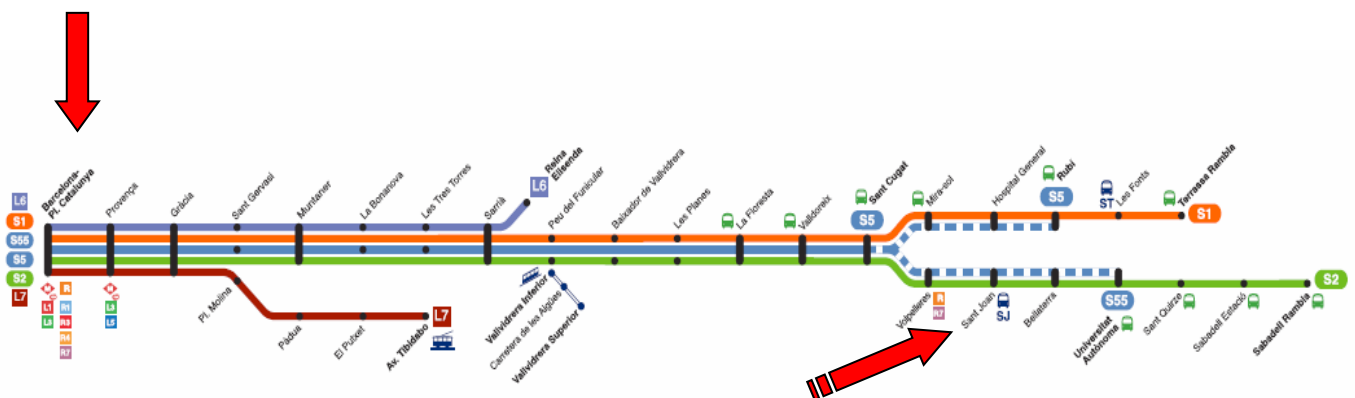 L6
S1
S55
S5
S2
L7
Barcelona-
Pl. Catalunya
Provença
Gràcia
Sant Gervasi
Muntaner
La Bonanova
Les Tres Torres
Sarrià
L6
Reina
Elisenda
Peu del Funicular
Baixador de Vallvidrera
Les Planes
La Floresta
Valldoreix
Sant Cugat
S5
Mira-sol
Hospital General
Rubí
S5
ST
Les Fonts
Terrassa Rambla
S1
L1
L3
R
R1
R3
R4
R7
L3
L5
Pl. Molina
Pàdua
El Putxet
Av. Tibidabo
L7
Vallvidrera Inferior
Carretera de les Aigües
Vallvidrera Superior
Volpelleres
R
R7
Sant Joan
SJ
Bellaterra
S55
Universitat
Autònoma
Sant Quirze
Sabadell Estació
Sabadell Rambla
S2